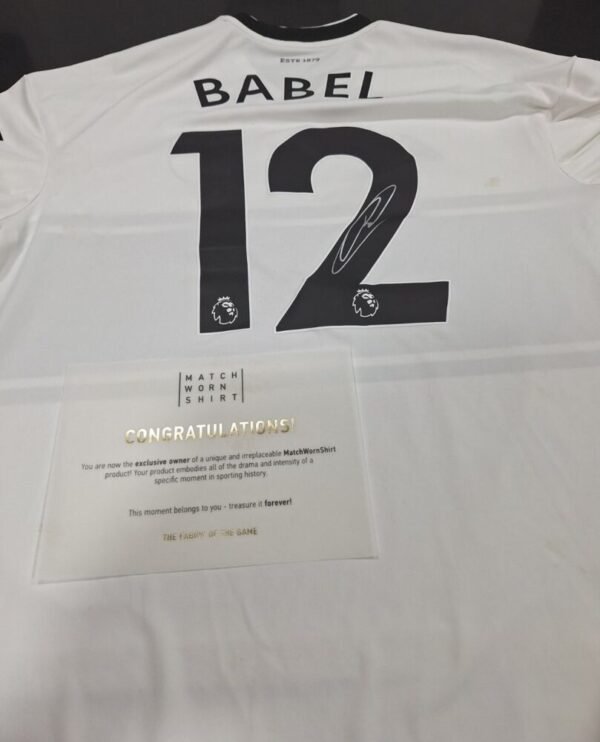 ESTD 1879
BABEL
12
MATCH
WORN
SHIRT
CONGRATULATIONS!
You are now the exclusive owner of a unique and irreplaceable MatchWornShirt
product! Your product embodies all of the drama and intensity of a
specific moment in sporting history.
This moment belongs to you - treasure it forever!
THE FABRIC OF THE GAME